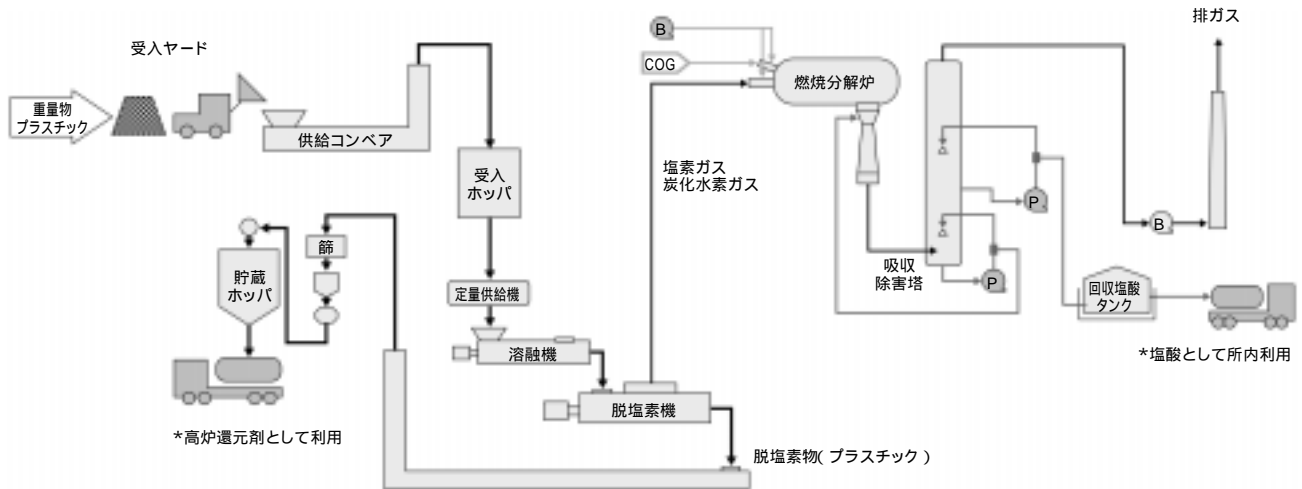 受入ヤード
重量物
プラスチック
供給コンベア
受入
ホッパ
定量供給機
溶融機
脱塩素機
脱塩素物(プラスチック)
篩
貯蔵
ホッパ
*高炉還元剤として利用
B
COG
燃焼分解炉
塩素ガス
炭化水素ガス
吸収
除害塔
P
P
B
排ガス
回収塩酸
タンク
*塩酸として所内利用